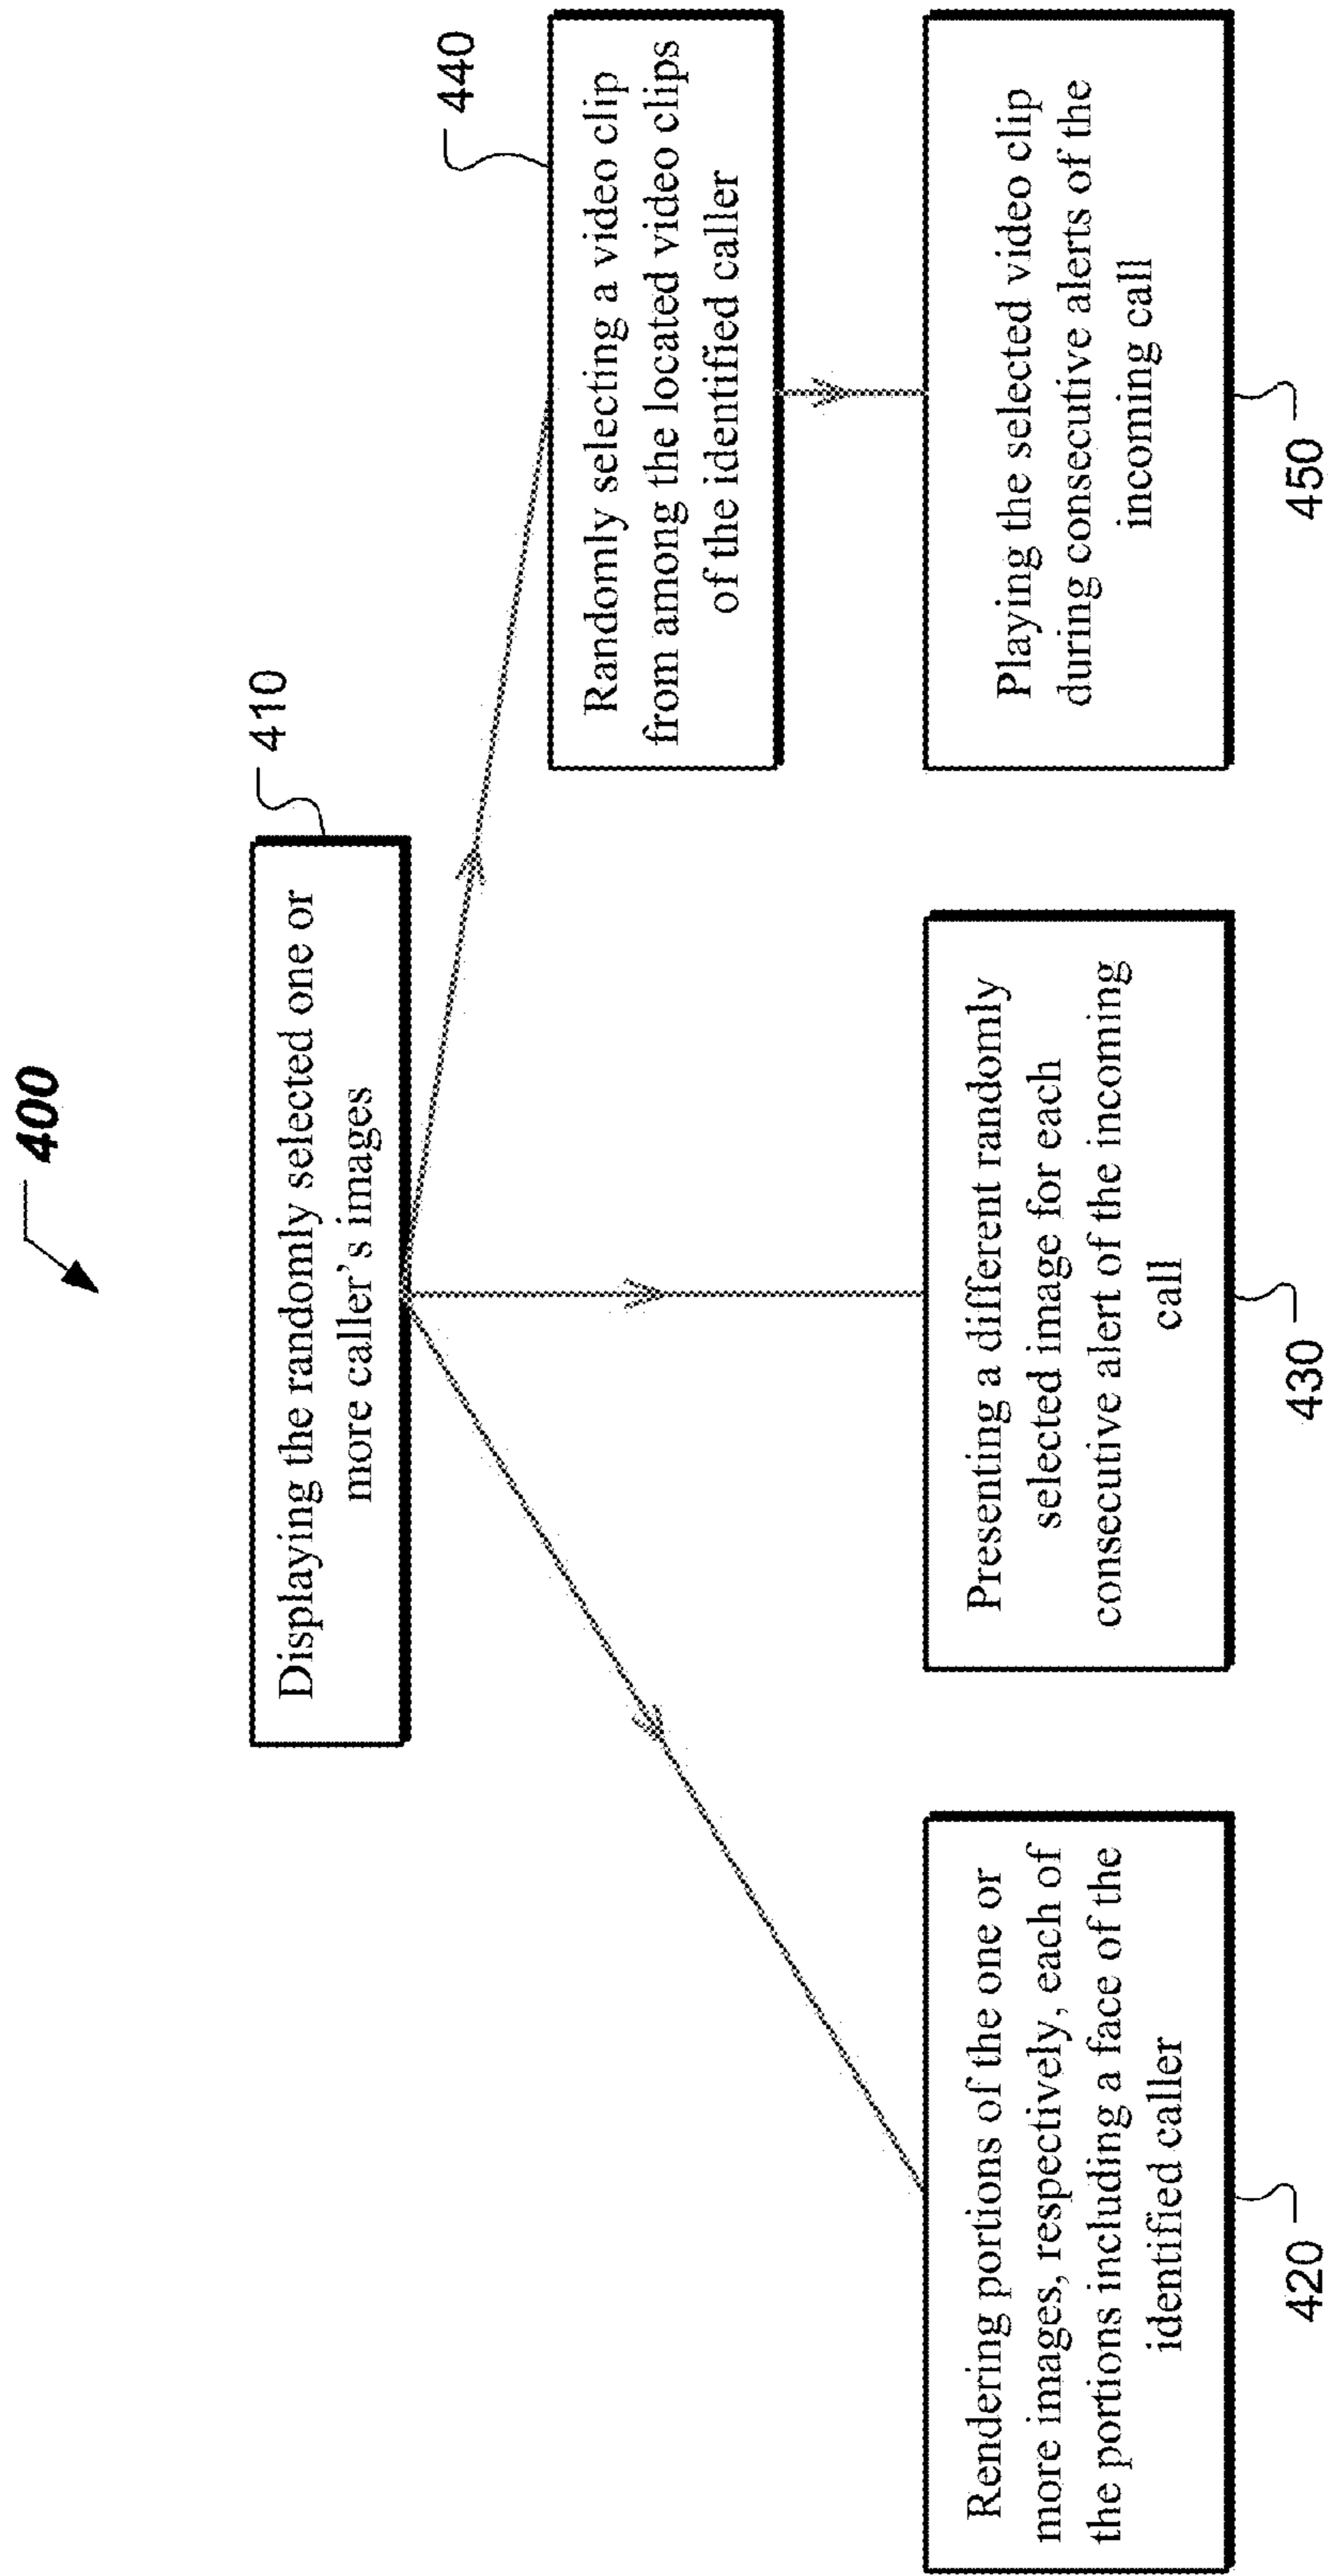 400
410
Displaying the randomly selected one or
more caller's images
440
Randomly selecting a video clip
from among the located video clips
of the identified caller
Rendering portions of the one or
more images, respectively, each of
the portions including a face of the
identified caller
420
Presenting a different randomly
selected image for each
consecutive alert of the incoming
call
430
Playing the selected video clip
during consecutive alerts of the
incoming call
450